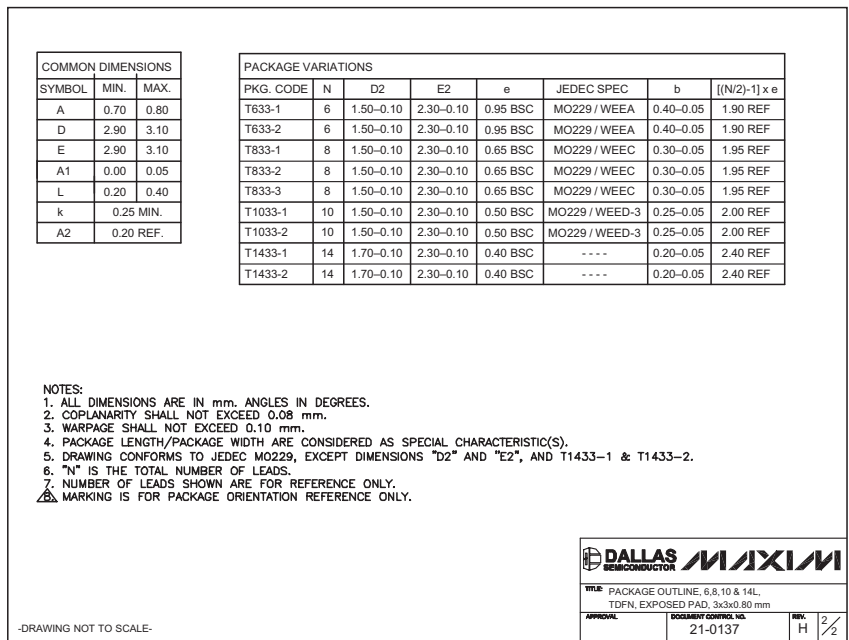 COMMON DIMENSIONS
SYMBOL MIN. MAX.
A 0.70 0.80
D 2.90 3.10
E 2.90 3.10
A1 0.00 0.05
L 0.20 0.40
k 0.25 MIN.
A2 0.20 REF.
PACKAGE VARIATIONS
PKG. CODE N D2 E2 e JEDEC SPEC b [(N/2)-1] x e
T633-1 6 1.50–0.10 2.30–0.10 0.95 BSC MO229 / WEEA 0.40–0.05 1.90 REF
T633-2 6 1.50–0.10 2.30–0.10 0.95 BSC MO229 / WEEA 0.40–0.05 1.90 REF
T833-1 8 1.50–0.10 2.30–0.10 0.65 BSC MO229 / WEEC 0.30–0.05 1.95 REF
T833-2 8 1.50–0.10 2.30–0.10 0.65 BSC MO229 / WEEC 0.30–0.05 1.95 REF
T833-3 8 1.50–0.10 2.30–0.10 0.65 BSC MO229 / WEEC 0.30–0.05 1.95 REF
T1033-1 10 1.50–0.10 2.30–0.10 0.50 BSC MO229 / WEED-3 0.25–0.05 2.00 REF
T1033-2 10 1.50–0.10 2.30–0.10 0.50 BSC MO229 / WEED-3 0.25–0.05 2.00 REF
T1433-1 14 1.70–0.10 2.30–0.10 0.40 BSC - - - - 0.20–0.05 2.40 REF
T1433-2 14 1.70–0.10 2.30–0.10 0.40 BSC - - - - 0.20–0.05 2.40 REF
NOTES:
1. ALL DIMENSIONS ARE IN mm. ANGLES IN DEGREES.
2. COPLANARITY SHALL NOT EXCEED 0.08 mm.
3. WARPAGE SHALL NOT EXCEED 0.10 mm.
4. PACKAGE LENGTH/PACKAGE WIDTH ARE CONSIDERED AS SPECIAL CHARACTERISTIC(S).
5. DRAWING CONFORMS TO JEDEC MO229, EXCEPT DIMENSIONS "D2" AND "E2", AND T1433-1 & T1433-2.
6. "N" IS THE TOTAL NUMBER OF LEADS.
7. NUMBER OF LEADS SHOWN ARE FOR REFERENCE ONLY.
8. MARKING IS FOR PACKAGE ORIENTATION REFERENCE ONLY.
DALLAS SEMICONDUCTOR MAXIM
TITLE: PACKAGE OUTLINE, 6,8,10 & 14L,
TDFN, EXPOSED PAD, 3x3x0.80 mm
APPROVAL DOCUMENT CONTROL NO. REV.
21-0137 H 2/2
-DRAWING NOT TO SCALE-